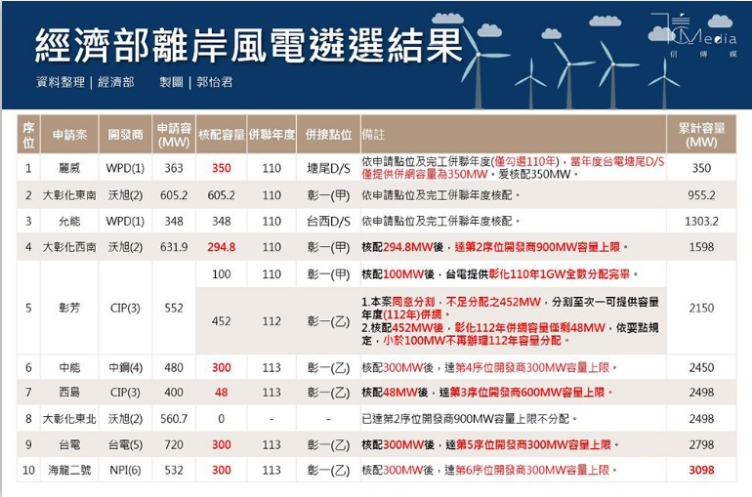 經濟部離岸風電遴選結果
資料整理 | 經濟部 製圖 | 郭怡君
信Media
信傳媒
序位 申請案 開發商 申請容(MW) 核配容量 併聯年度 併接點位 備註 累計容量(MW)
1 麗威 WPD(1) 363 350 110 塘尾D/S 依申請點位及完工併聯年度(僅勾選110年),當年度台電塘尾D/S 350
僅提供併網容量為350MW。爰核配350MW。
2 大彰化東南 沃旭(2) 605.2 605.2 110 彰一(甲) 依申請點位及完工併聯年度核配。 955.2
3 允能 WPD(1) 348 348 110 台西D/S 依申請點位及完工併聯年度核配。 1303.2
4 大彰化西南 沃旭(2) 631.9 294.8 110 彰一(甲) 核配294.8MW後,達第2序位開發商900MW容量上限。 1598
5 彰芳 CIP(3) 552 100 110 彰一(甲) 核配100MW後,台電提供彰化110年1GW全數分配完畢。 2150
452 112 彰一(乙) 1.本案同意分割,不足分配之452MW,分割至次一可提供容量
年度(112年)併網。
2.核配452MW後,彰化112年併網容量僅剩48MW,依要點規
定,小於100MW不再辦理112年容量分配。
6 中能 中鋼(4) 480 300 113 彰一(乙) 核配300MW後,達第4序位開發商300MW容量上限。 2450
7 西島 CIP(3) 400 48 113 彰一(乙) 核配48MW後,達第3序位開發商600MW容量上限。 2498
8 大彰化東北 沃旭(2) 560.7 0 - - 已達第2序位開發商900MW容量上限不分配。 2498
9 台電 台電(5) 720 300 113 彰一(乙) 核配300MW後,達第5序位開發商300MW容量上限。 2798
10 海龍二號 NPI(6) 532 300 113 彰一(乙) 核配300MW後,達第6序位開發商300MW容量上限。 3098